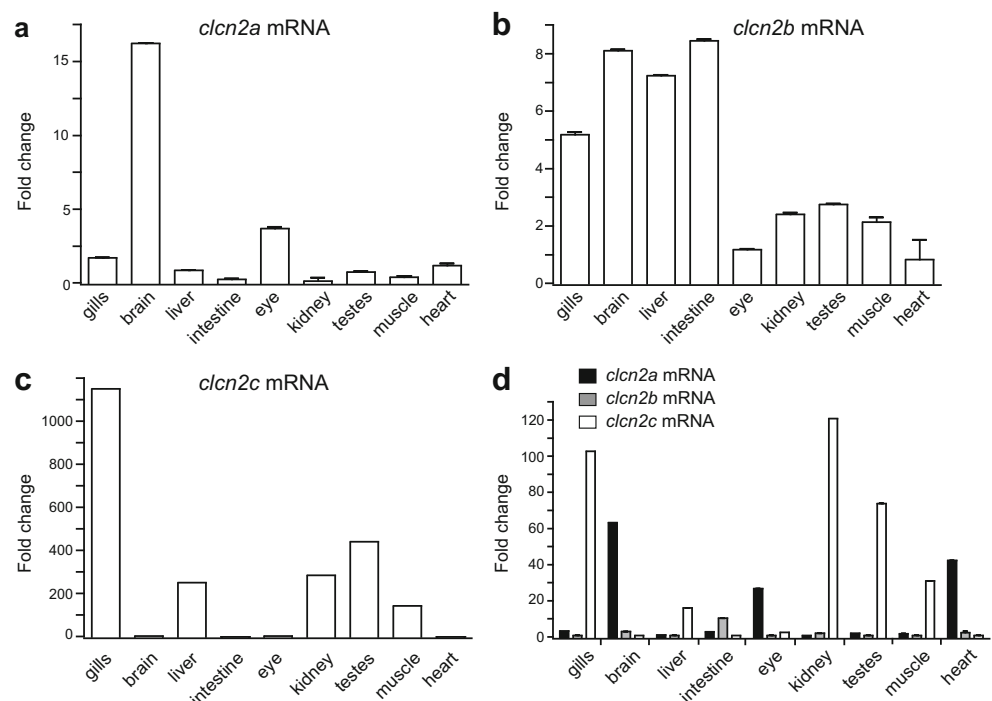 a
clcn2a mRNA
Fold change
15
10
5
0
gills
brain
liver
intestine
eye
kidney
testes
muscle
heart
b
clcn2b mRNA
Fold change
8
6
4
2
0
gills
brain
liver
intestine
eye
kidney
testes
muscle
heart
c
clcn2c mRNA
Fold change
1000
800
600
400
200
0
gills
brain
liver
intestine
eye
kidney
testes
muscle
heart
d
clcn2a mRNA
clcn2b mRNA
clcn2c mRNA
Fold change
120
100
80
60
40
20
0
gills
brain
liver
intestine
eye
kidney
testes
muscle
heart